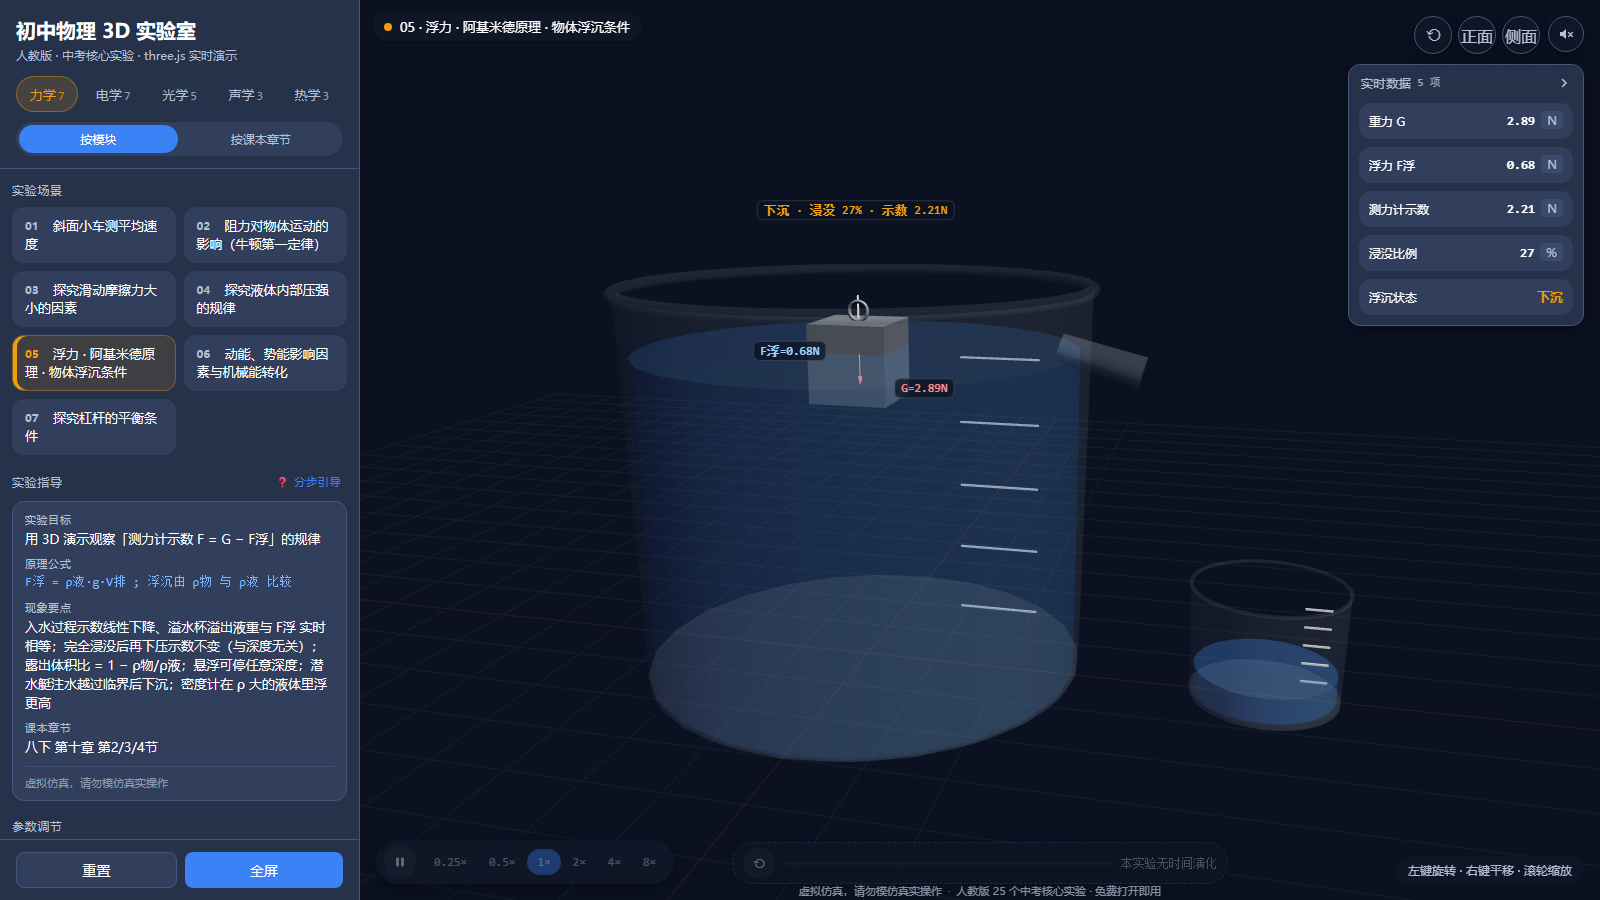 初中物理 3D 实验室
人教版 · 中考核心实验 · three.js 实时演示
力学 7
电学 7
光学 5
声学 3
热学 3
按模块
按课本章节
实验场景
01 斜面小车测平均速
度
02 阻力对物体运动的
影响（牛顿第一定律）
03 探究滑动摩擦力大
小的因素
04 探究液体内部压强
的规律
05 浮力 · 阿基米德原
理 · 物体浮沉条件
06 动能、势能影响因
素与机械能转化
07 探究杠杆的平衡条
件
实验指导
❓ 分步引导
实验目标
用 3D 演示观察「测力计示数 F = G − F浮」的规律
原理公式
F浮 = ρ液·g·V排 ; 浮沉由 ρ物 与 ρ液 比较
现象要点
入水过程示数线性下降、溢水杯溢出液重与 F浮 实时
相等；完全浸没后再下压示数不变（与深度无关）；
露出体积比 = 1 − ρ物/ρ液；悬浮可停任意深度；潜
水艇注水越过临界后下沉；密度计在 ρ 大的液体里浮
更高
课本章节
八下 第十章 第2/3/4节
虚拟仿真，请勿模仿真实操作
参数调节
重置
全屏
05 · 浮力 · 阿基米德原理 · 物体浮沉条件
正面
侧面
实时数据 5 项
重力 G 2.89 N
浮力 F浮 0.68 N
测力计示数 2.21 N
浸没比例 27 %
浮沉状态 下沉
下沉 · 浸没 27% · 示数 2.21N
F浮=0.68N
G=2.89N
0.25×
0.5×
1×
2×
4×
8×
本实验无时间演化
左键旋转 · 右键平移 · 滚轮缩放
虚拟仿真，请勿模仿真实操作 · 人教版 25 个中考核心实验 · 免费打开即用